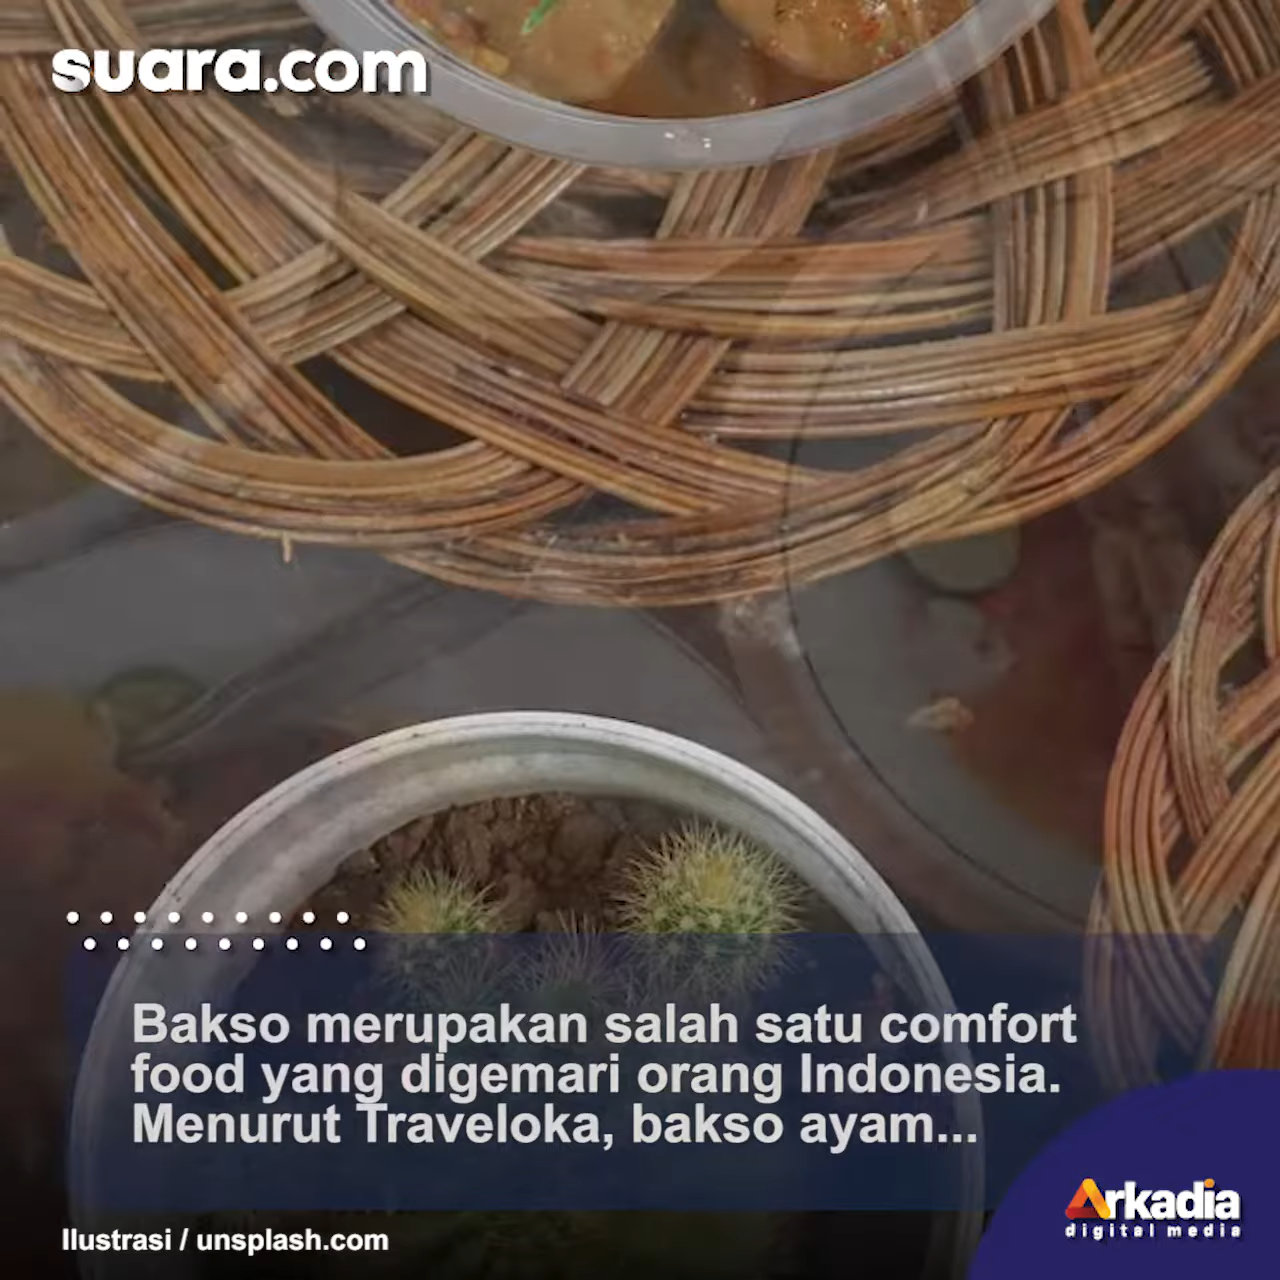 suara.com
Bakso merupakan salah satu comfort
food yang digemari orang Indonesia.
Menurut Traveloka, bakso ayam...
Ilustrasi / unsplash.com
Arkadia
digital media